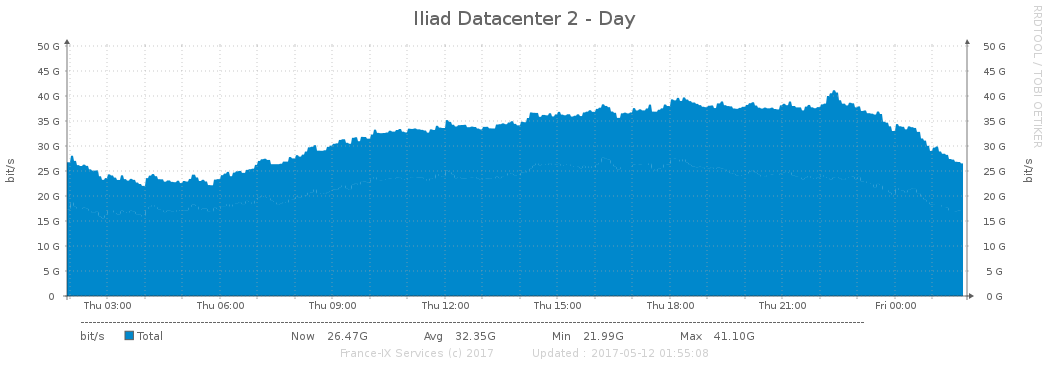 Iliad Datacenter 2 - Day
RRDTOOL / TOBI OETIKER
50 G 50 G
45 G 45 G
40 G 40 G
35 G 35 G
30 G 30 G
25 G 25 G
20 G 20 G
15 G 15 G
10 G 10 G
5 G 5 G
0 0 G
bit/s bit/s
Thu 03:00 Thu 06:00 Thu 09:00 Thu 12:00 Thu 15:00 Thu 18:00 Thu 21:00 Fri 00:00
bit/s Total Now 26.47G Avg 32.35G Min 21.99G Max 41.10G
France-IX Services (c) 2017 Updated : 2017-05-12 01:55:08